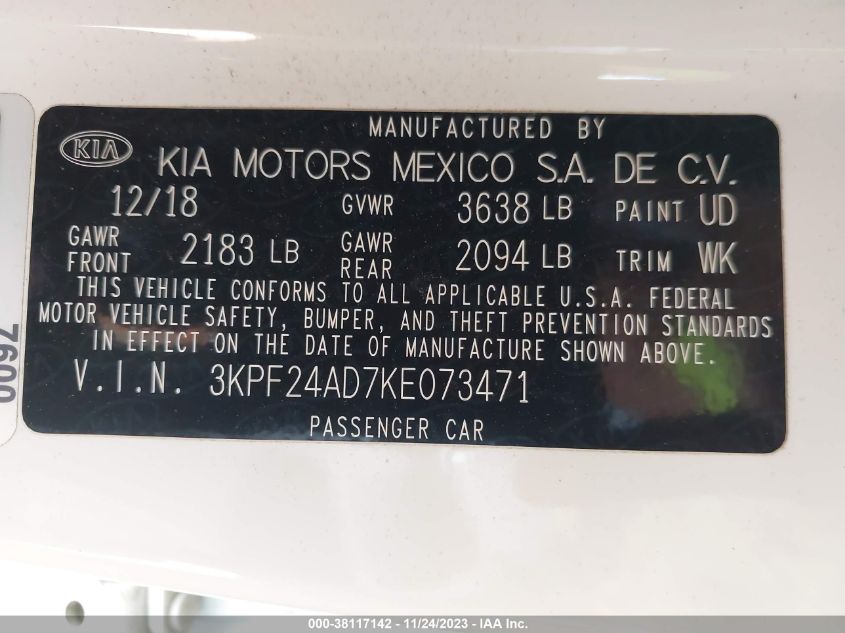 MANUFACTURED BY
KIA KIA MOTORS MEXICO S.A. DE C.V.
12/18 GVWR 3638 LB PAINT UD
GAWR FRONT 2183 LB GAWR REAR 2094 LB TRIM WK
THIS VEHICLE CONFORMS TO ALL APPLICABLE U.S.A. FEDERAL
MOTOR VEHICLE SAFETY, BUMPER, AND THEFT PREVENTION STANDARDS
IN EFFECT ON THE DATE OF MANUFACTURE SHOWN ABOVE.
V.I.N. 3KPF24AD7KE073471
PASSENGER CAR
000-38117142 - 11/24/2023 - IAA Inc.